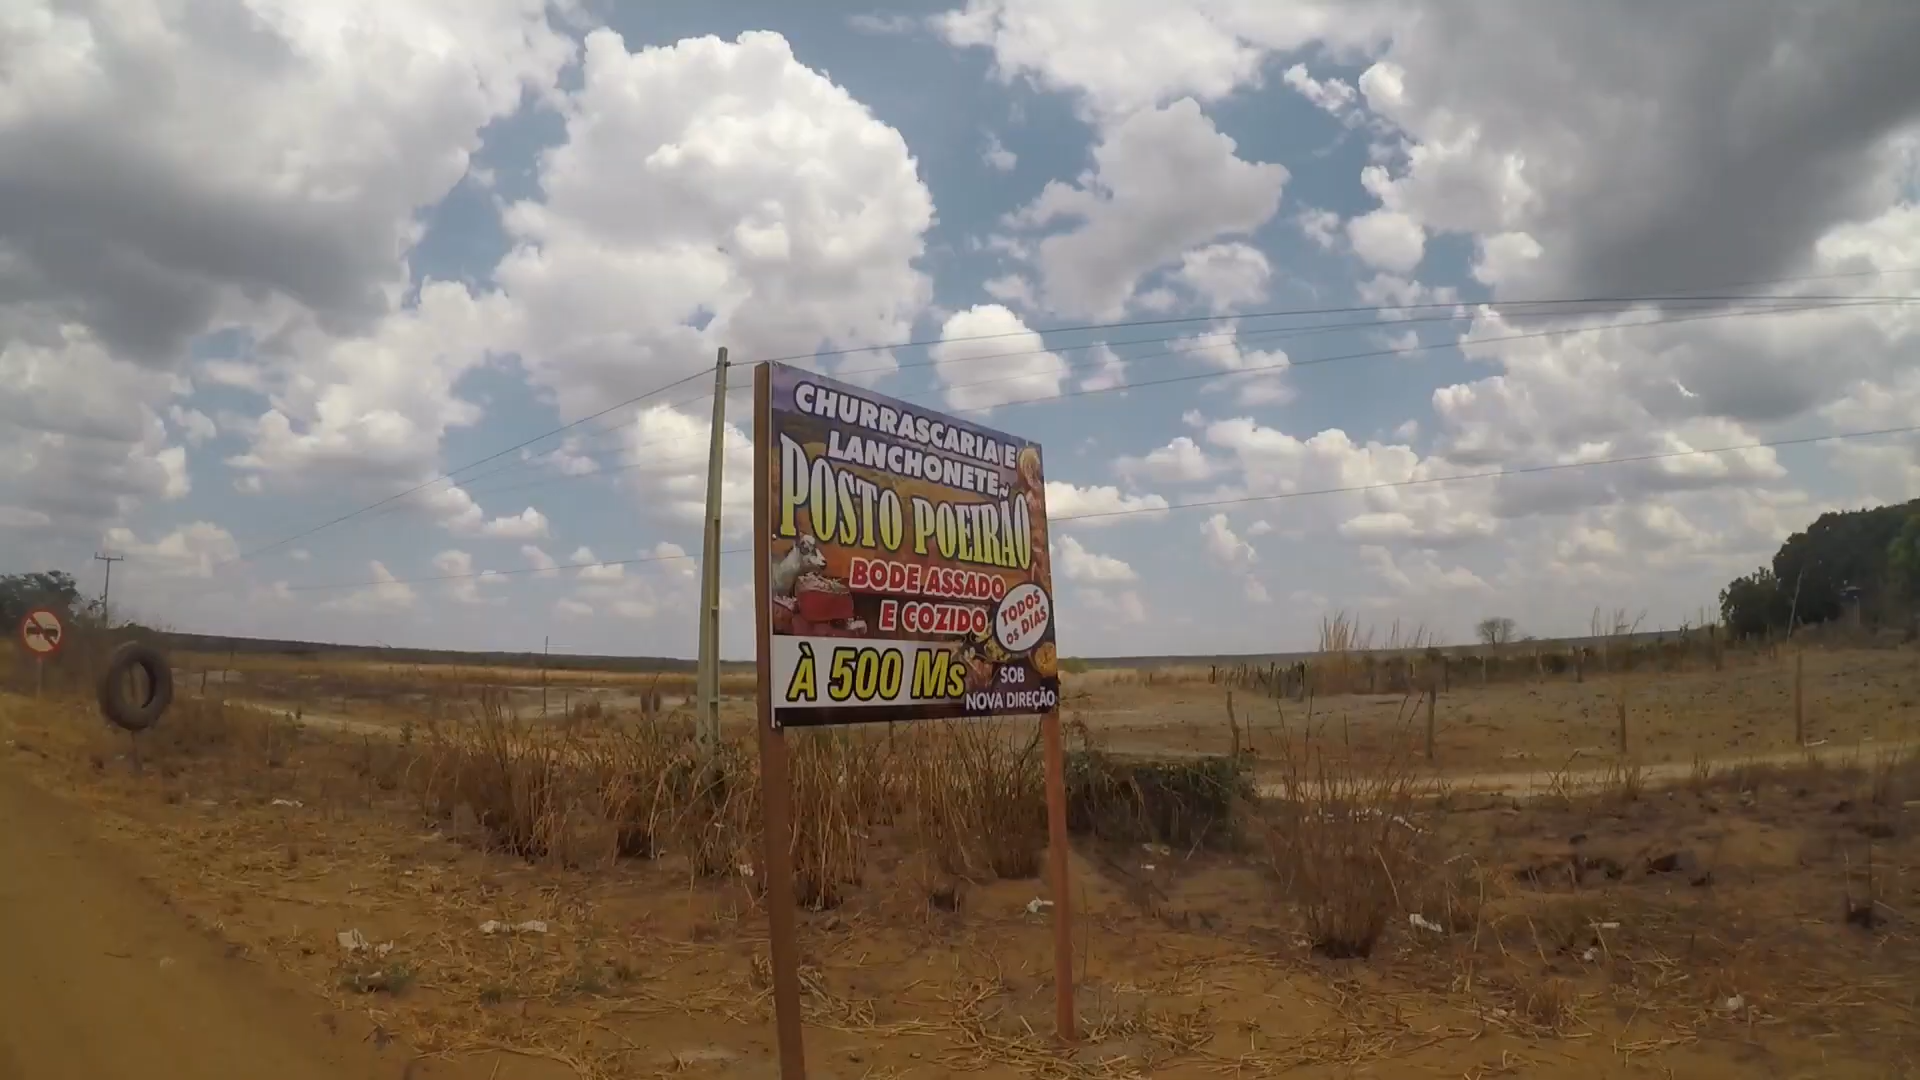 CHURRASCARIA E
LANCHONETE
POSTO POEIRÃO
BODE ASSADO
E COZIDO
TODOS
OS DIAS
À 500 Ms
SOB
NOVA DIREÇÃO